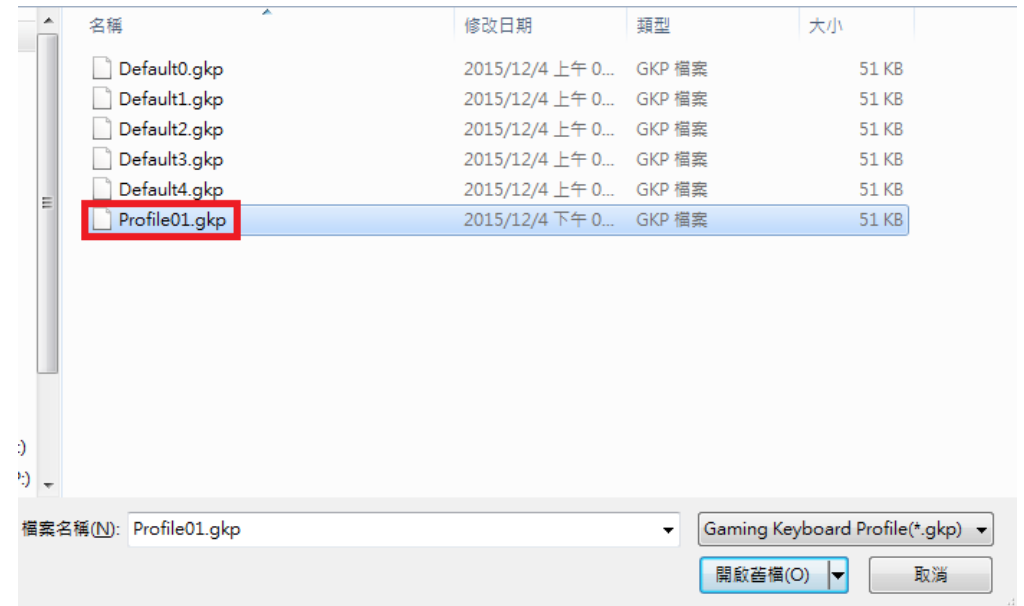 名稱 修改日期 類型 大小
Default0.gkp 2015/12/4 上午 0... GKP 檔案 51 KB
Default1.gkp 2015/12/4 上午 0... GKP 檔案 51 KB
Default2.gkp 2015/12/4 上午 0... GKP 檔案 51 KB
Default3.gkp 2015/12/4 上午 0... GKP 檔案 51 KB
Default4.gkp 2015/12/4 上午 0... GKP 檔案 51 KB
Profile01.gkp 2015/12/4 下午 0... GKP 檔案 51 KB
:)
?:)
檔案名稱(N): Profile01.gkp Gaming Keyboard Profile(*.gkp)
開啟舊檔(O) 取消